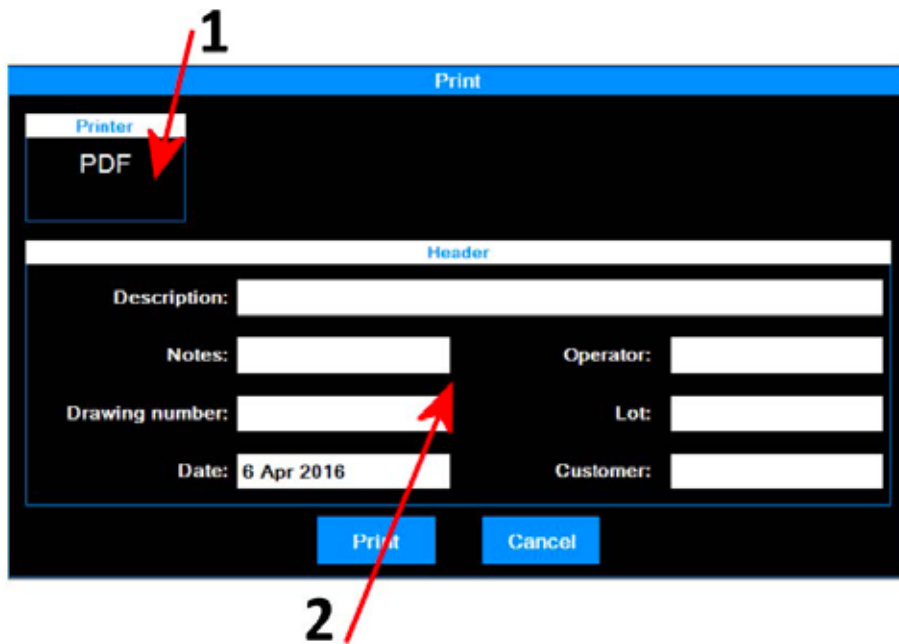 1
Print
Printer
PDF
Header
Description:
Notes:
Operator:
Drawing number:
Lot:
Date: 6 Apr 2016
Customer:
Print
Cancel
2